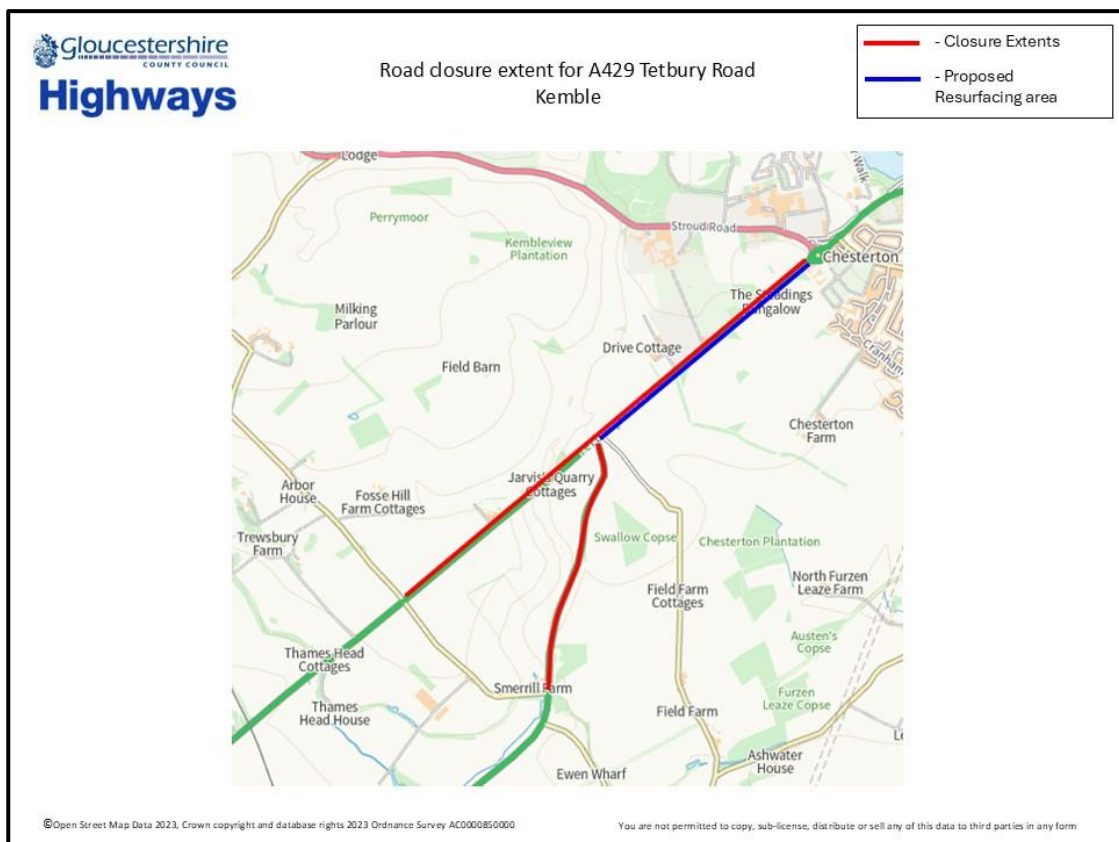 Gloucestershire
COUNTY COUNCIL
Highways
Road closure extent for A429 Tetbury Road
Kemble
- Closure Extents
- Proposed
Resurfacing area
Lodge
Walk
Perrymoor
Stroud Road
Kembleview
Plantation
Chesterton
The Steadings
Bungalow
Milking
Parlour
Drive Cottage
Cranham
Field Barn
Chesterton
Farm
Jarvis's Quarry
Cottages
Arbor
House
Fosse Hill
Farm Cottages
Trewsbury
Farm
Swallow Copse
Chesterton Plantation
North Furzen
Leaze Farm
Field Farm
Cottages
Austen's
Copse
Thames Head
Cottages
Smerrill Farm
Furzen
Leaze Copse
Thames
Head House
Field Farm
Ashwater
House
Ewen Wharf
©Open Street Map Data 2023, Crown copyright and database rights 2023 Ordnance Survey AC0000850000
You are not permitted to copy, sub-license, distribute or sell any of this data to third parties in any form